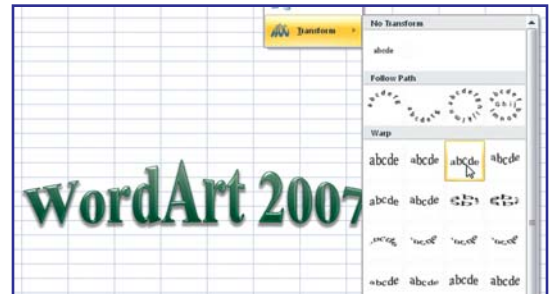 Transform
No Transform
abcde
Follow Path
Warp
abcde abcde abcde abcde
WordArt 2007
abcde abcde
abcde abcde abcde abcde